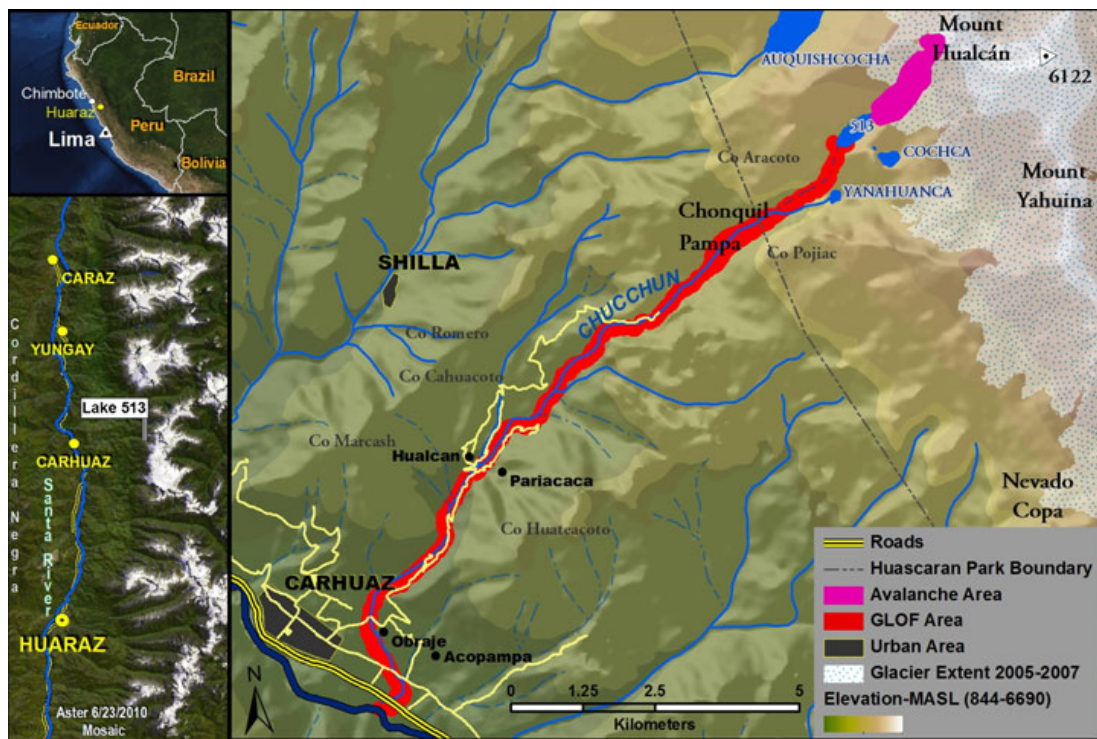 Ecuador
Brazil
Chimbote
Huaraz
Peru
Lima
Bolivia
CARAZ
YUNGAY
Lake 513
CARHUAZ
Cordillera Negra
Santa River
HUARAZ
Aster 6/23/2010
Mosaic
Mount
Hualcán
6122
AUQUISHCOCHA
513
COCHCA
Co Aracoto
Mount
Yahuina
YANAHUANCA
Chonquil
Pampa
Co Pojiac
SHILLA
CHUCCHUN
Co Romero
Co Cahuacoto
Co Marcash
Hualcan
Pariacaca
Nevado
Copa
Co Huateacoto
CARHUAZ
Obraje
Acopampa
N
0 1.25 2.5 5
Kilometers
Roads
Huascaran Park Boundary
Avalanche Area
GLOF Area
Urban Area
Glacier Extent 2005-2007
Elevation-MASL (844-6690)